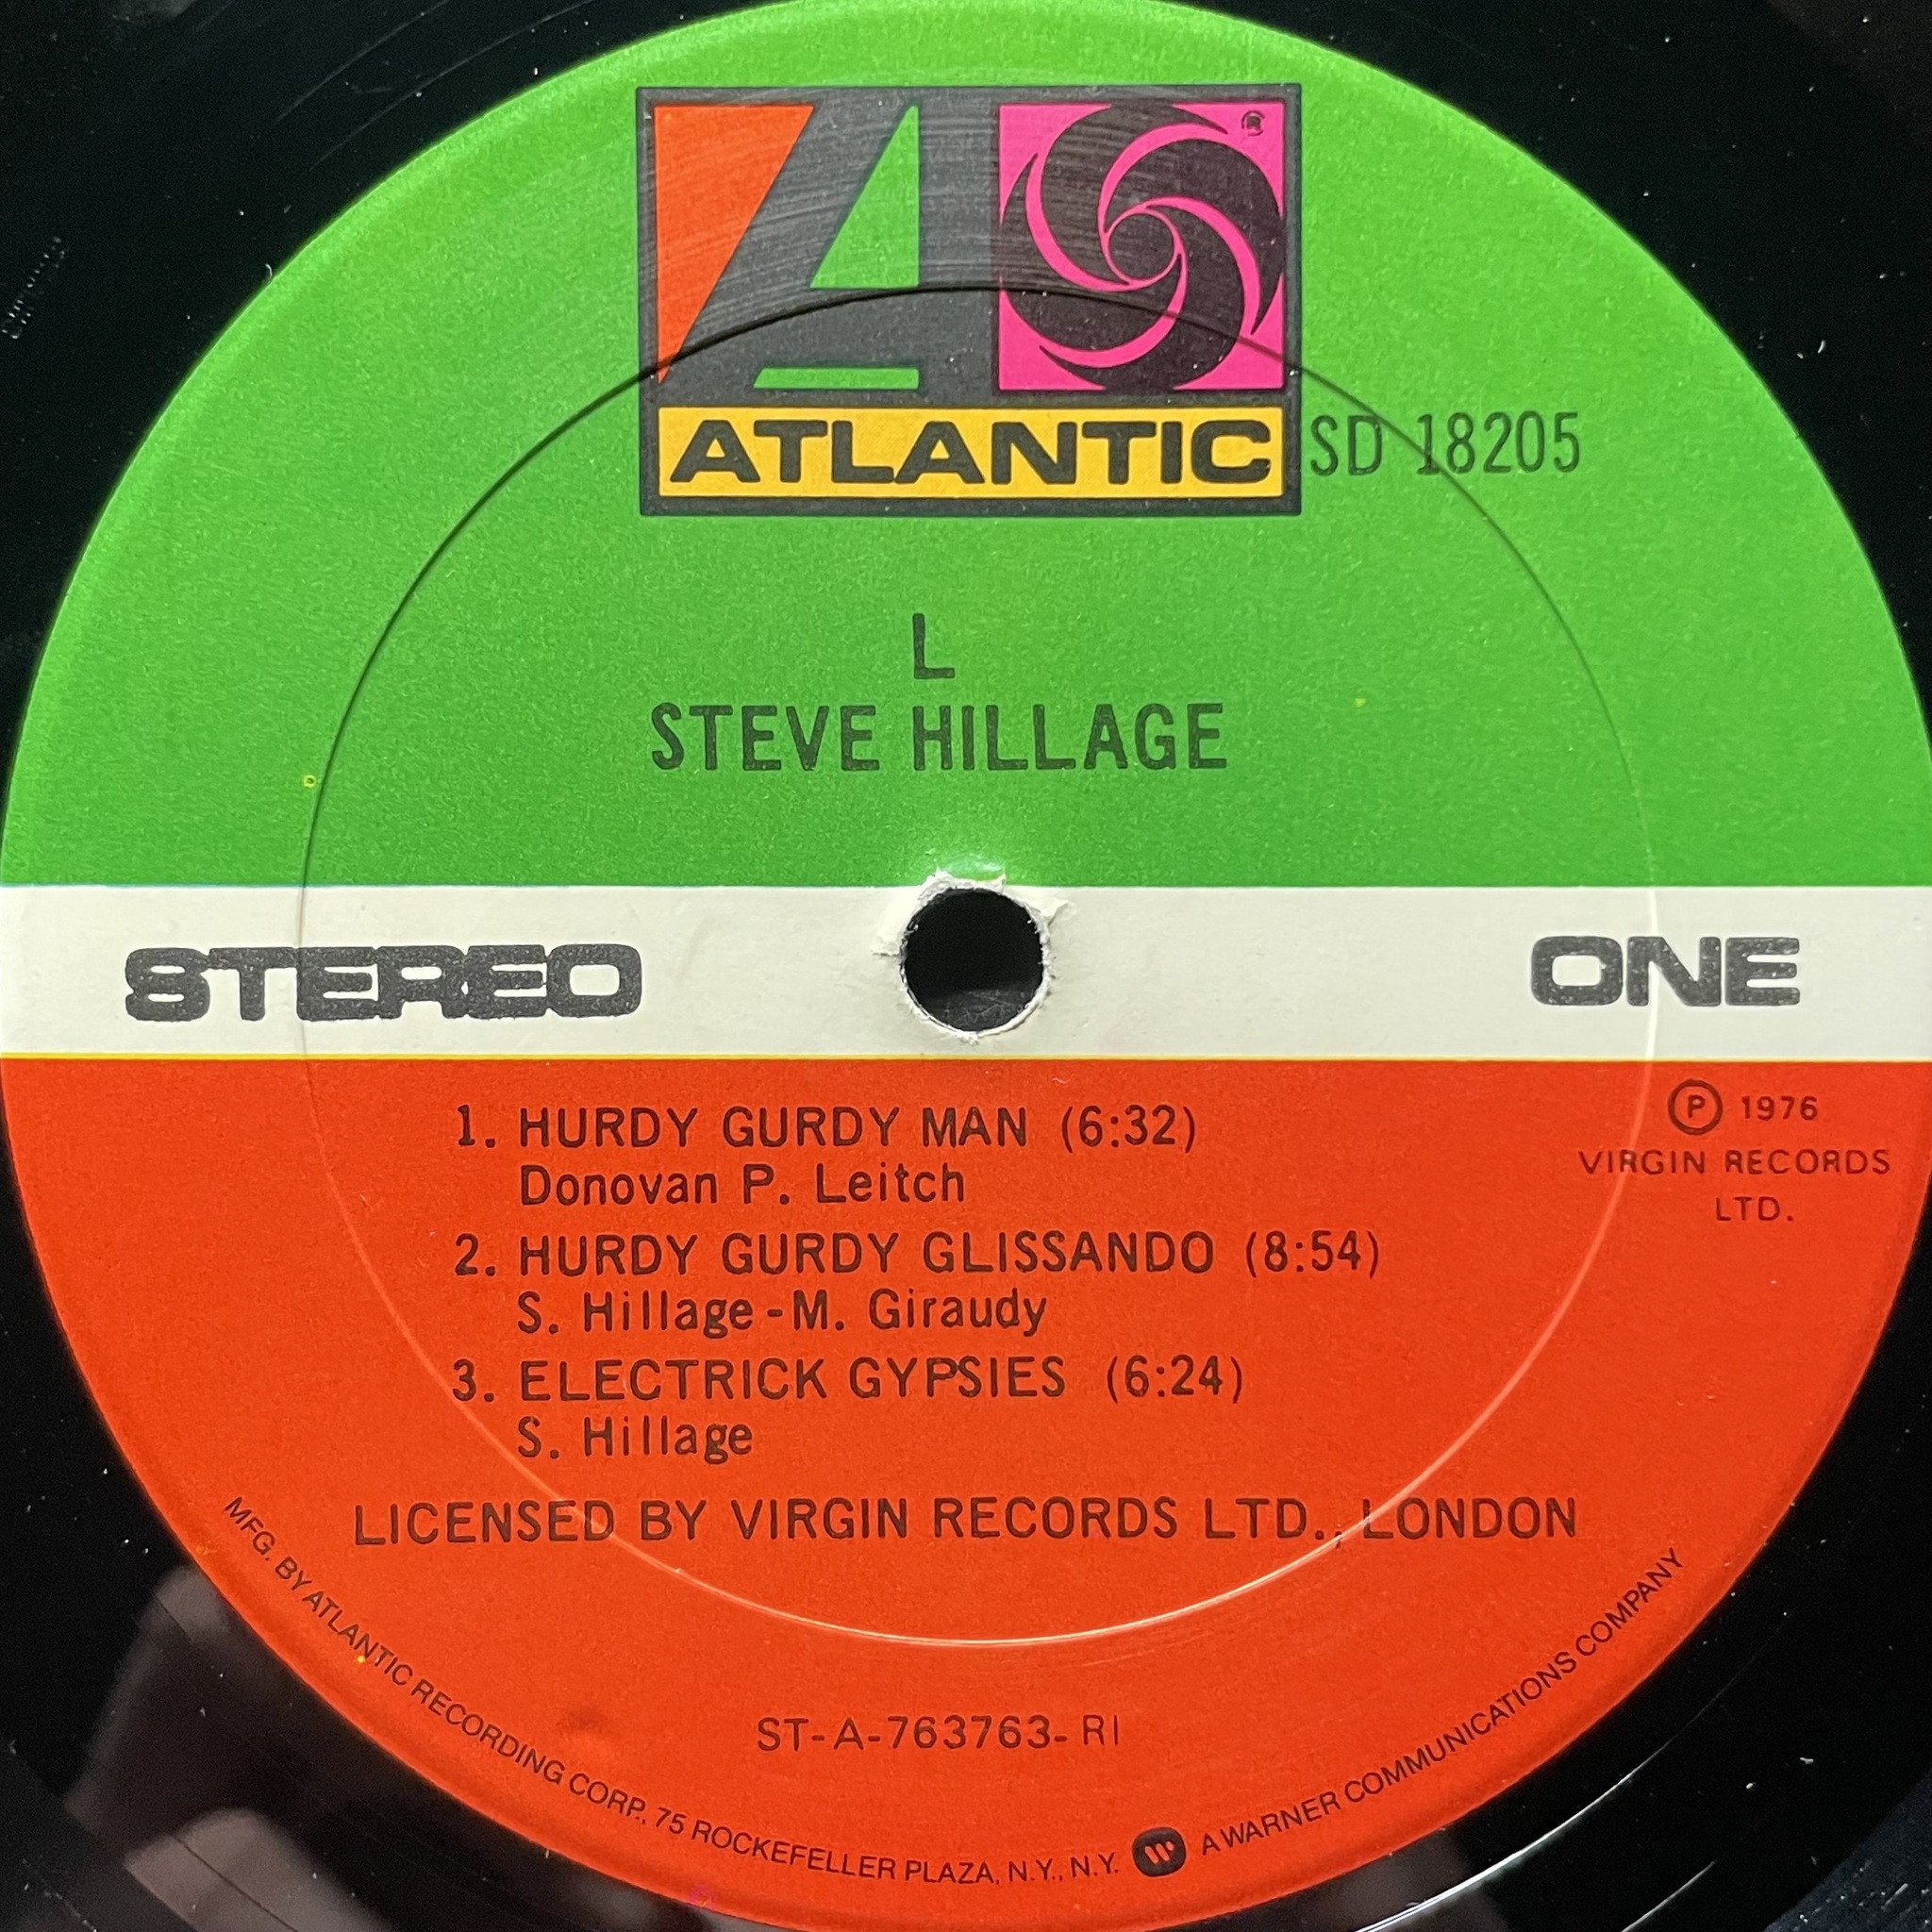 ®
ATLANTIC
SD 18205
L
STEVE HILLAGE
STEREO
ONE
1. HURDY GURDY MAN (6:32)
Donovan P. Leitch
2. HURDY GURDY GLISSANDO (8:54)
S. Hillage-M. Giraudy
3. ELECTRICK GYPSIES (6:24)
S. Hillage
℗ 1976
VIRGIN RECORDS
LTD.
LICENSED BY VIRGIN RECORDS LTD., LONDON
ST-A-763763-RI
MFG. BY ATLANTIC RECORDING CORP., 75 ROCKEFELLER PLAZA, N.Y., N.Y. W A WARNER COMMUNICATIONS COMPANY